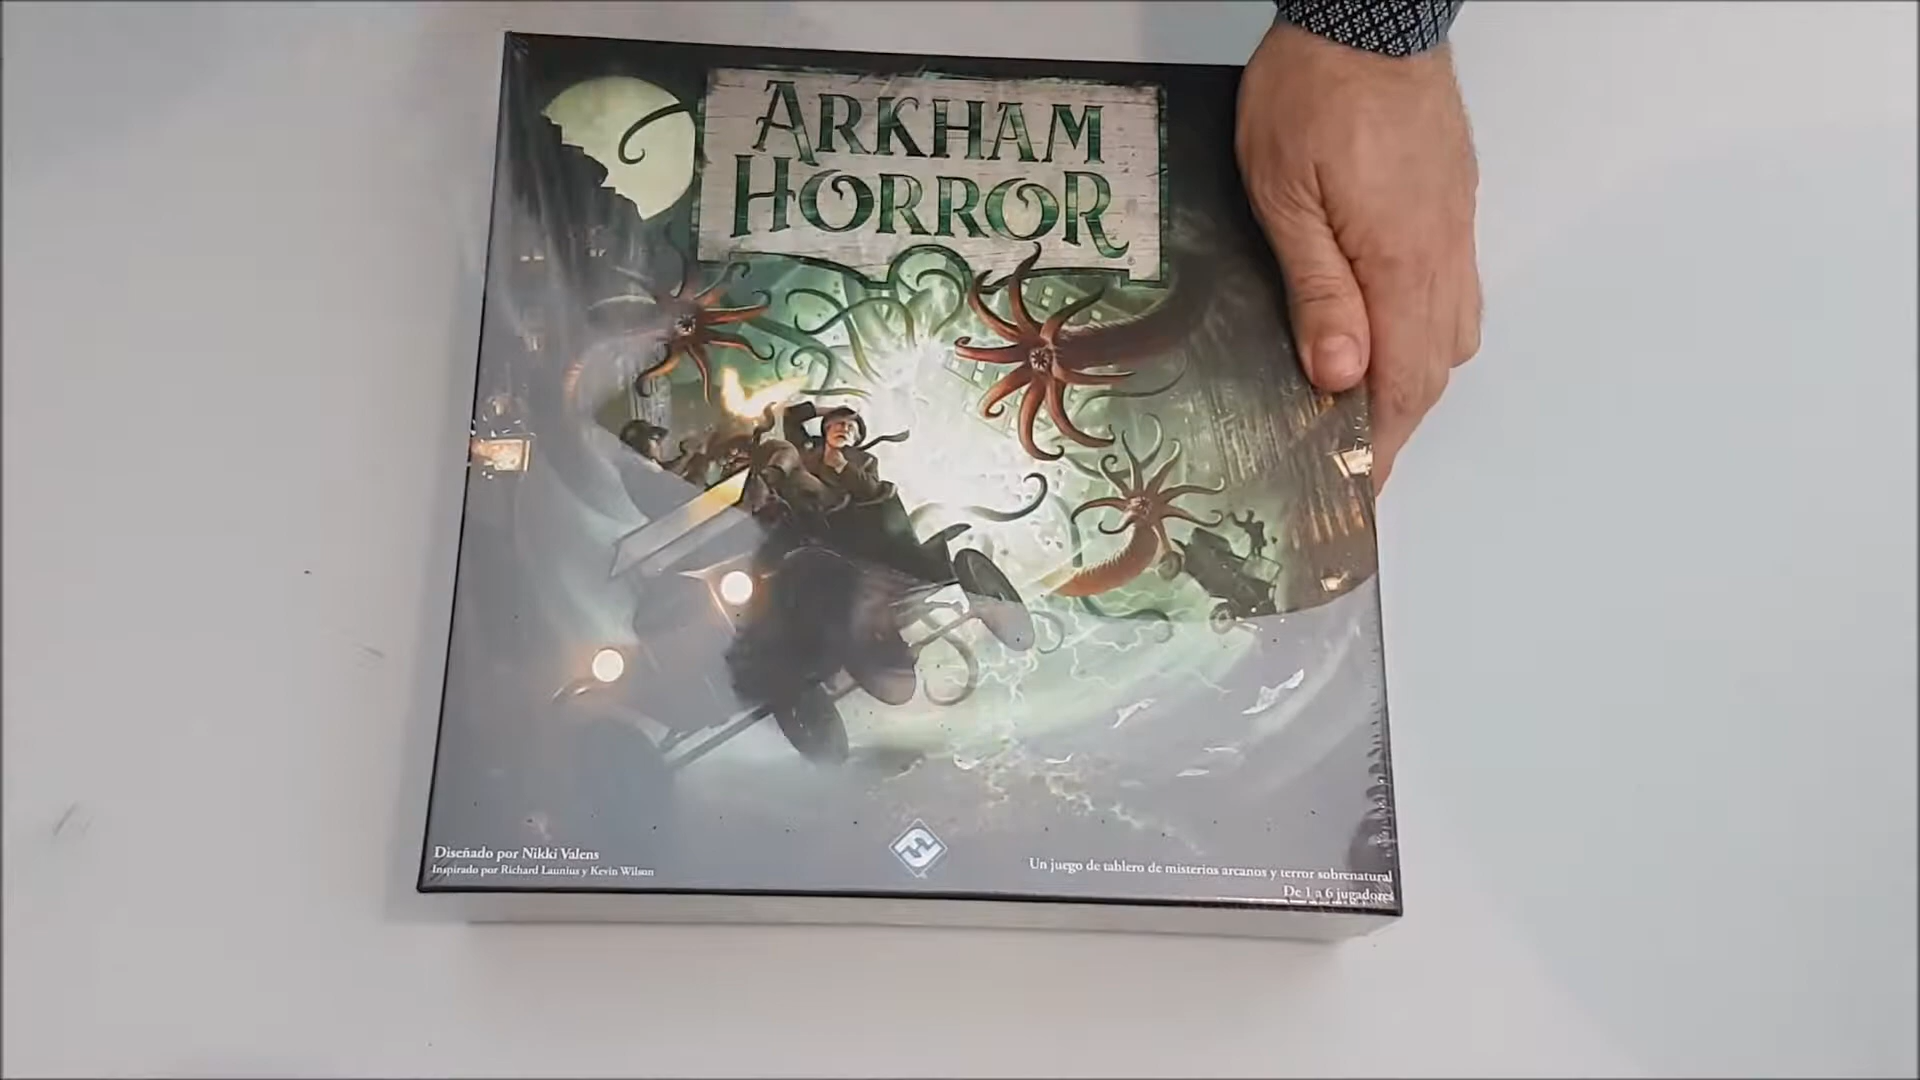 ARKHAM
HORROR
Diseñado por Nikki Valens
Inspirado por Richard Launius y Kevin Wilson
Un juego de tablero de misterios arcanos y terror sobrenatural
De 1 a 6 jugadores